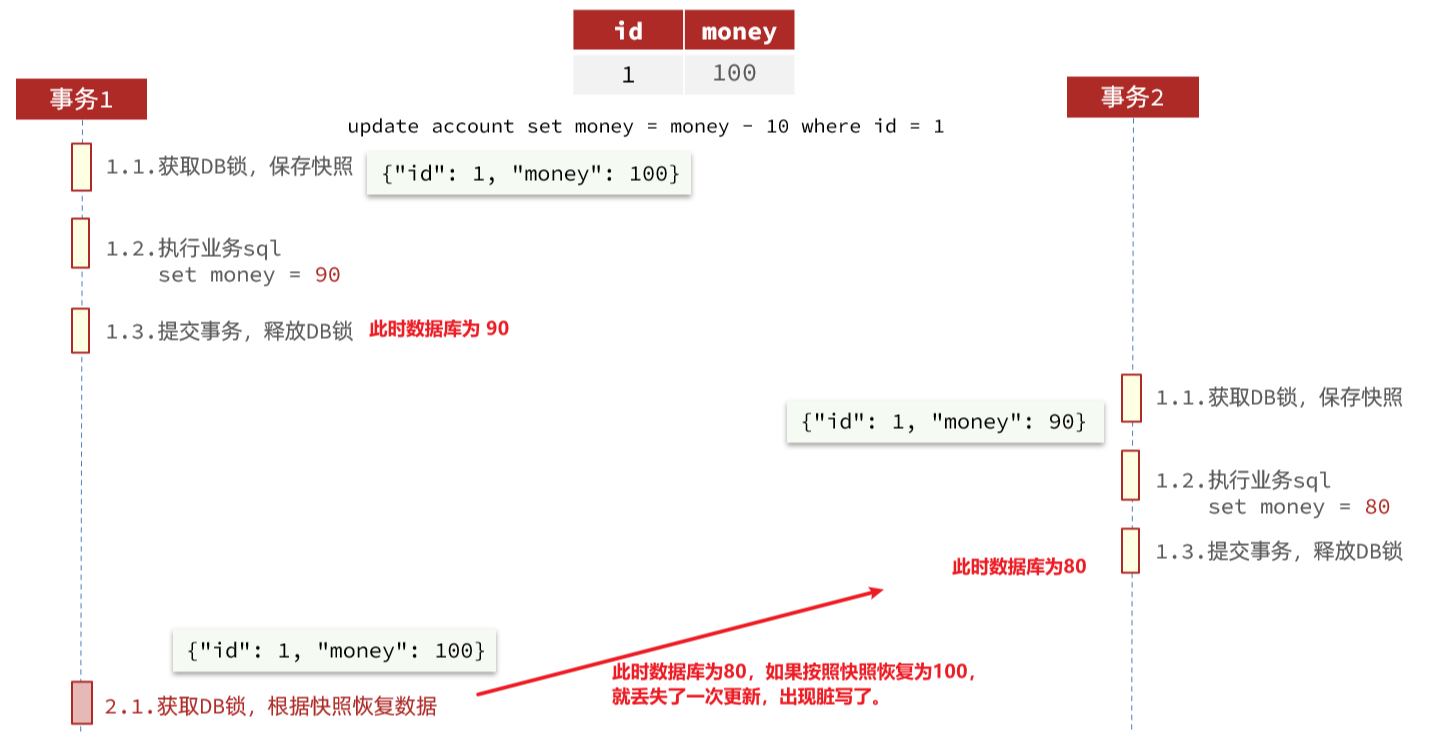 id money
1 100
事务1
事务2
update account set money = money - 10 where id = 1
1.1.获取DB锁，保存快照
{"id": 1, "money": 100}
1.2.执行业务sql
set money = 90
1.3.提交事务，释放DB锁
此时数据库为 90
1.1.获取DB锁，保存快照
{"id": 1, "money": 90}
1.2.执行业务sql
set money = 80
1.3.提交事务，释放DB锁
此时数据库为80
{"id": 1, "money": 100}
2.1.获取DB锁，根据快照恢复数据
此时数据库为80，如果按照快照恢复为100，
就丢失了一次更新，出现脏写了。